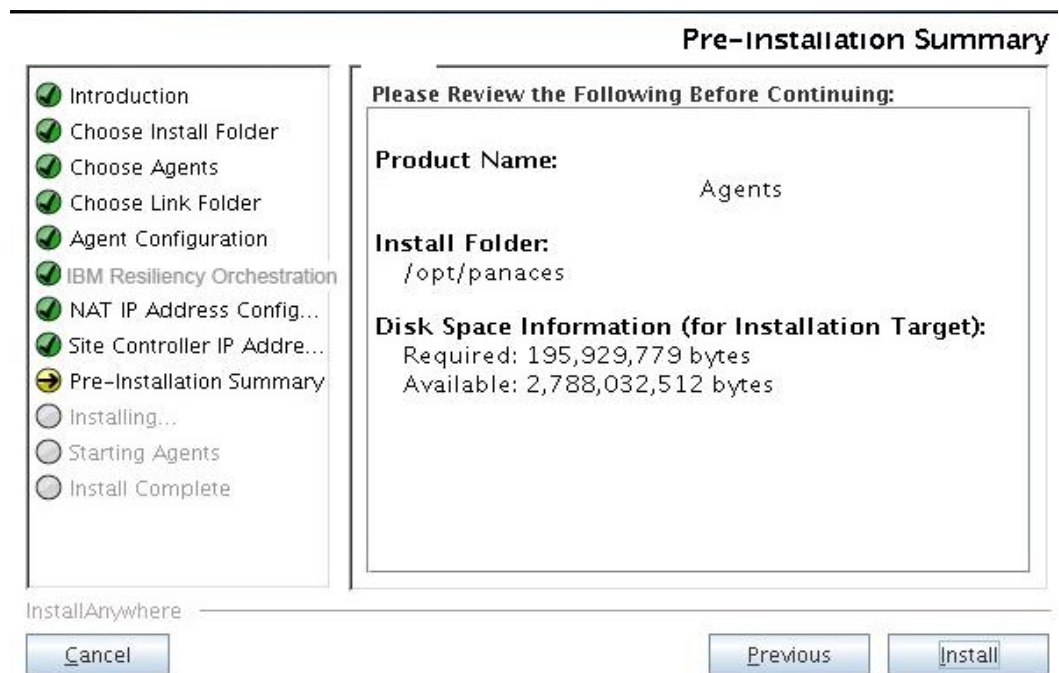 Pre-Installation Summary
Introduction
Choose Install Folder
Choose Agents
Choose Link Folder
Agent Configuration
IBM Resiliency Orchestration
NAT IP Address Config...
Site Controller IP Addre...
Pre-Installation Summary
Installing...
Starting Agents
Install Complete
Please Review the Following Before Continuing:
Product Name:
Agents
Install Folder:
/opt/panaces
Disk Space Information (for Installation Target):
Required: 195,929,779 bytes
Available: 2,788,032,512 bytes
InstallAnywhere
Cancel
Previous
Install